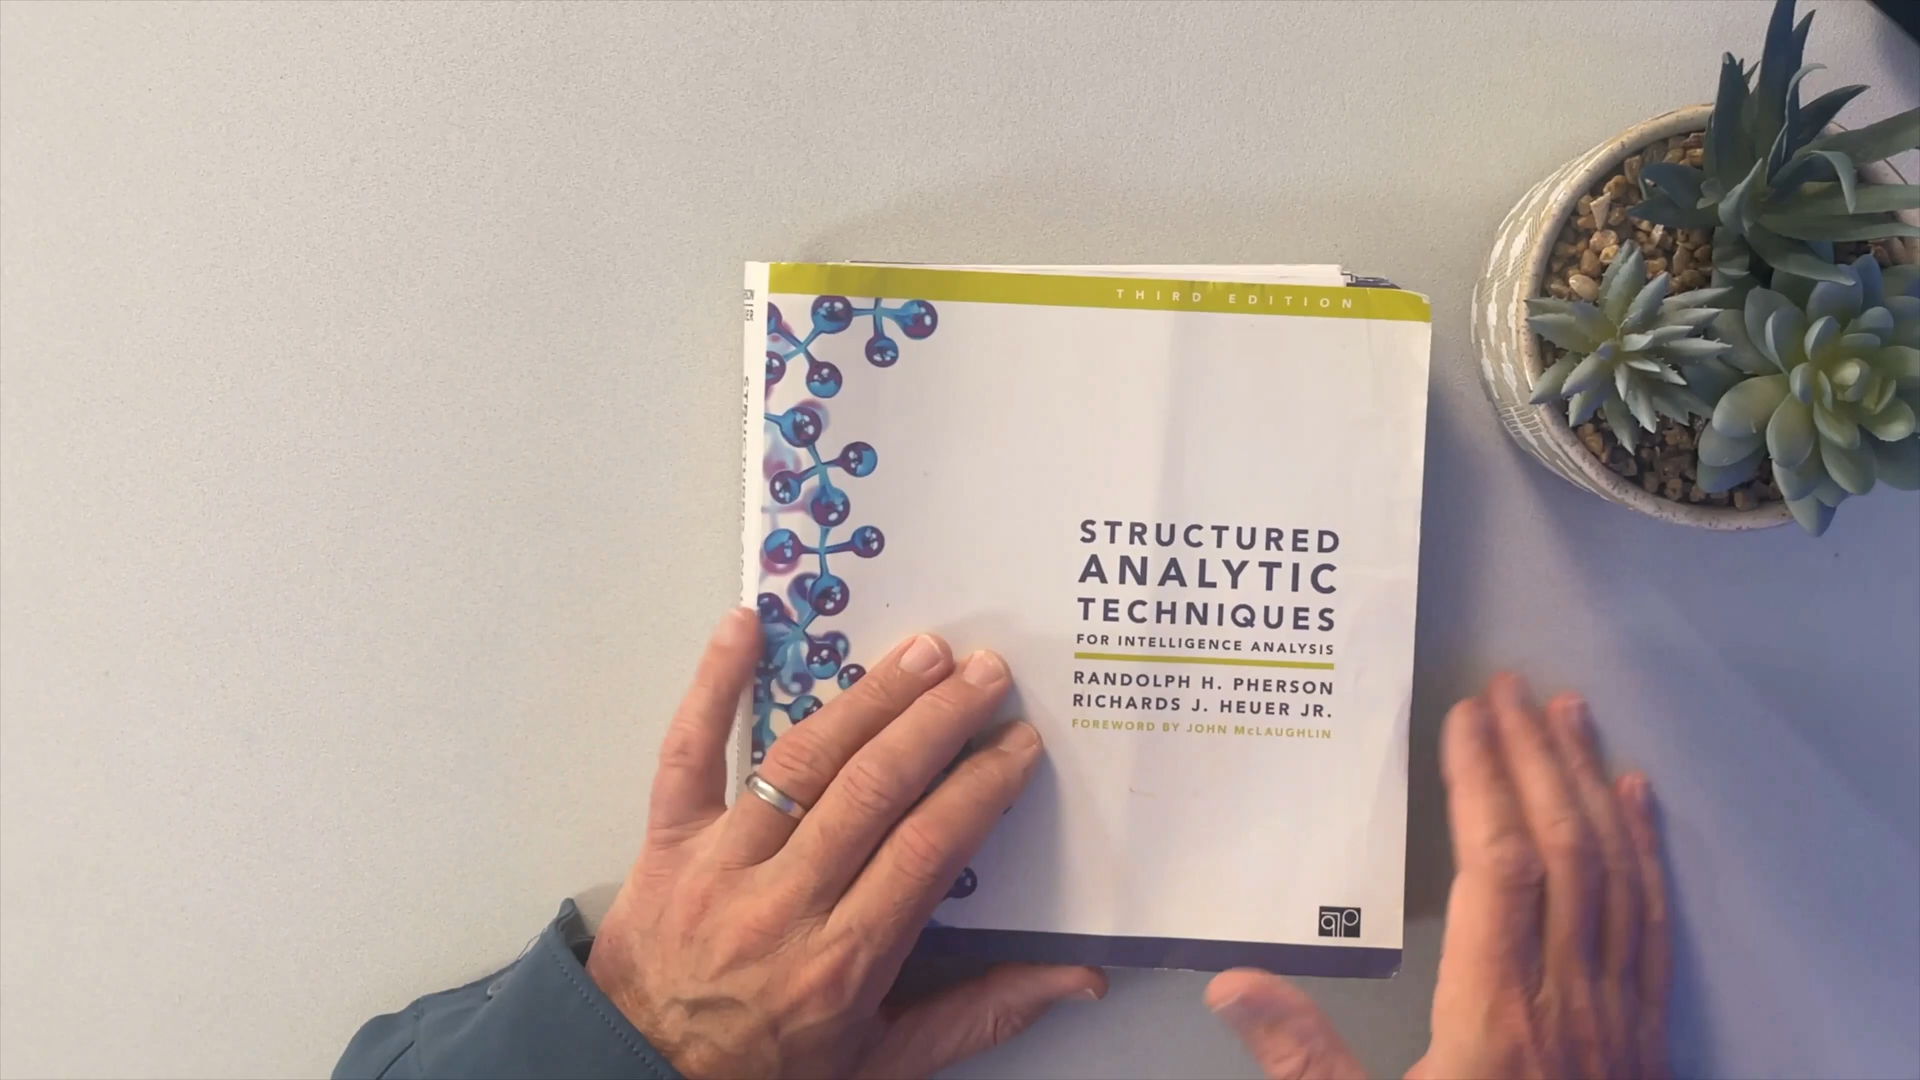 THIRD EDITION
STRUCTURED
ANALYTIC
TECHNIQUES
FOR INTELLIGENCE ANALYSIS
RANDOLPH H. PHERSON
RICHARDS J. HEUER JR.
FOREWORD BY JOHN McLAUGHLIN